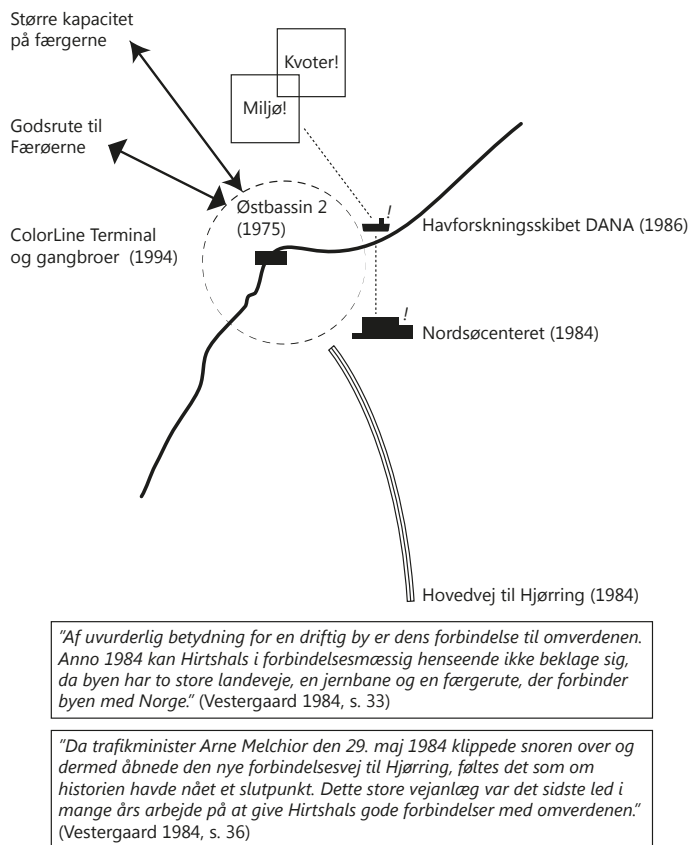 Større kapacitet
på færgerne
Kvoter!
Miljø!
Godsrute til
Færøerne
Østbassin 2
(1975)
!
Havforskningsskibet DANA (1986)
ColorLine Terminal
og gangbroer (1994)
!
Nordsøcenteret (1984)
Hovedvej til Hjørring (1984)
"Af uvurderlig betydning for en driftig by er dens forbindelse til omverdenen.
Anno 1984 kan Hirtshals i forbindelsesmæssig henseende ikke beklage sig,
da byen har to store landeveje, en jernbane og en færgerute, der forbinder
byen med Norge." (Vestergaard 1984, s. 33)
"Da trafikminister Arne Melchior den 29. maj 1984 klippede snoren over og
dermed åbnede den nye forbindelsesvej til Hjørring, føltes det som om
historien havde nået et slutpunkt. Dette store vejanlæg var det sidste led i
mange års arbejde på at give Hirtshals gode forbindelser med omverdenen."
(Vestergaard 1984, s. 36)